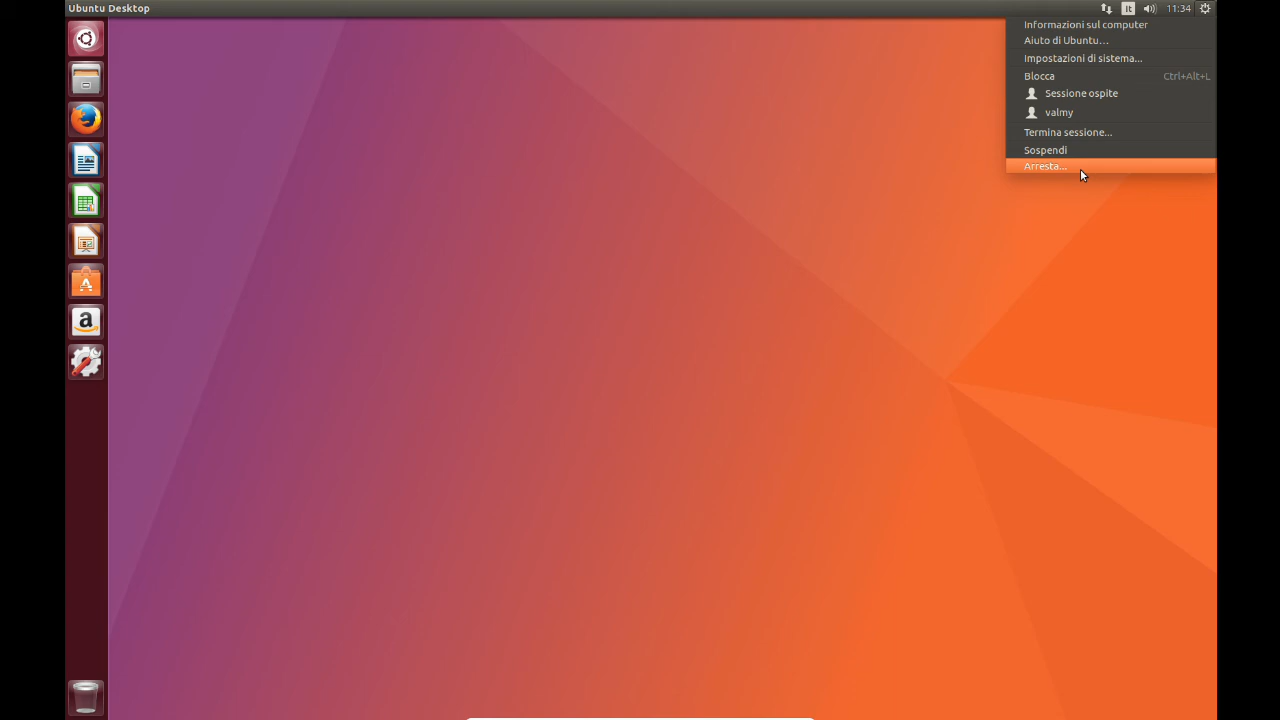 Ubuntu Desktop
It
11:34
Informazioni sul computer
Aiuto di Ubuntu...
Impostazioni di sistema...
Blocca Ctrl+Alt+L
Sessione ospite
valmy
Termina sessione...
Sospendi
Arresta...
A
a